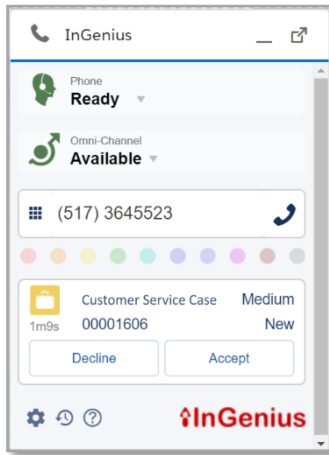 InGenius
Phone
Ready
Omni-Channel
Available
(517) 3645523
Customer Service Case Medium
1m9s 00001606 New
Decline Accept
? InGenius